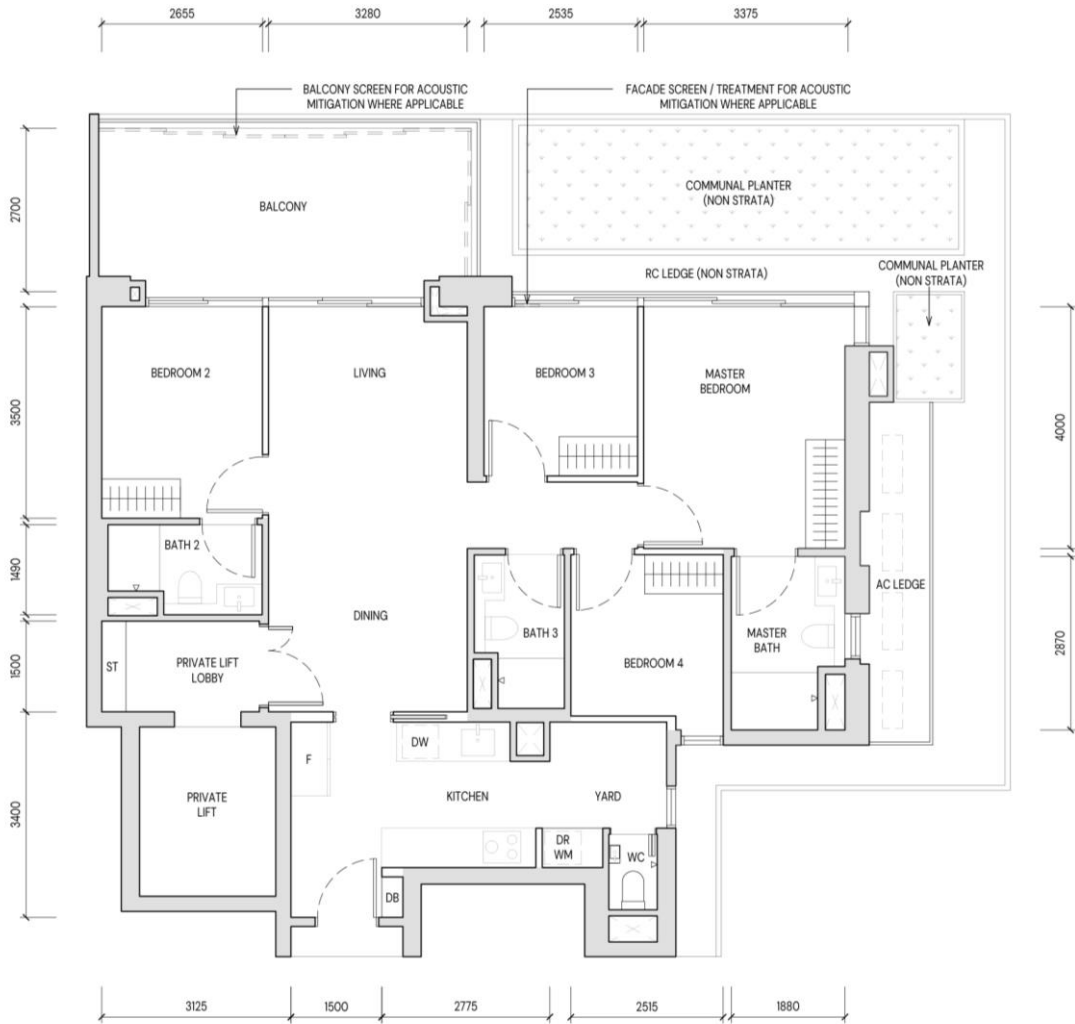 2655
3280
2535
3375
BALCONY SCREEN FOR ACOUSTIC
MITIGATION WHERE APPLICABLE
FACADE SCREEN / TREATMENT FOR ACOUSTIC
MITIGATION WHERE APPLICABLE
2700
BALCONY
COMMUNAL PLANTER
(NON STRATA)
RC LEDGE (NON STRATA)
COMMUNAL PLANTER
(NON STRATA)
3500
BEDROOM 2
LIVING
BEDROOM 3
MASTER
BEDROOM
4000
1490
BATH 2
AC LEDGE
DINING
BATH 3
BEDROOM 4
MASTER
BATH
2870
1500
ST
PRIVATE LIFT
LOBBY
3400
F
DW
PRIVATE
LIFT
KITCHEN
YARD
DR
WM
WC
DB
3125
1500
2775
2515
1880